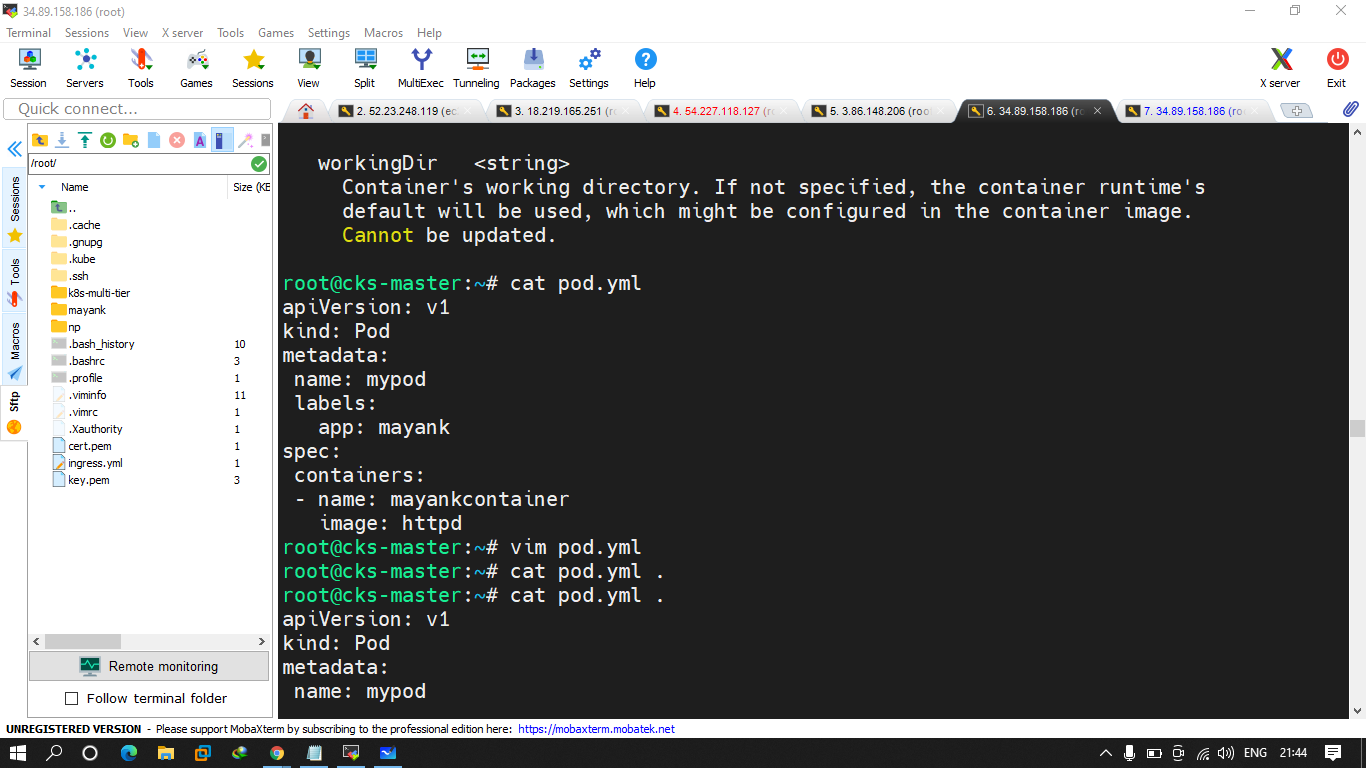 34.89.158.186 (root)
Terminal Sessions View X server Tools Games Settings Macros Help
Session Servers Tools Games Sessions View Split MultiExec Tunneling Packages Settings Help X server Exit
Quick connect...
2. 52.23.248.119 (ec
3. 18.219.165.251 (ro
4. 54.227.118.127 (ro
5. 3.86.148.206 (root
6. 34.89.158.186 (ro
7. 34.89.158.186 (ro
/root/
Name Size (KB
..
.cache
.gnupg
.kube
.ssh
k8s-multi-tier
mayank
np
.bash_history 10
.bashrc 3
.profile 1
.viminfo 11
.vimrc 1
.Xauthority 1
cert.pem 1
ingress.yml 1
key.pem 3
Sessions
Tools
Macros
Sftp
Remote monitoring
Follow terminal folder
workingDir <string>
Container's working directory. If not specified, the container runtime's
default will be used, which might be configured in the container image.
Cannot be updated.
root@cks-master:~# cat pod.yml
apiVersion: v1
kind: Pod
metadata:
 name: mypod
 labels:
   app: mayank
spec:
 containers:
 - name: mayankcontainer
   image: httpd
root@cks-master:~# vim pod.yml
root@cks-master:~# cat pod.yml .
root@cks-master:~# cat pod.yml .
apiVersion: v1
kind: Pod
metadata:
 name: mypod
UNREGISTERED VERSION - Please support MobaXterm by subscribing to the professional edition here: https://mobaxterm.mobatek.net
ENG 21:44